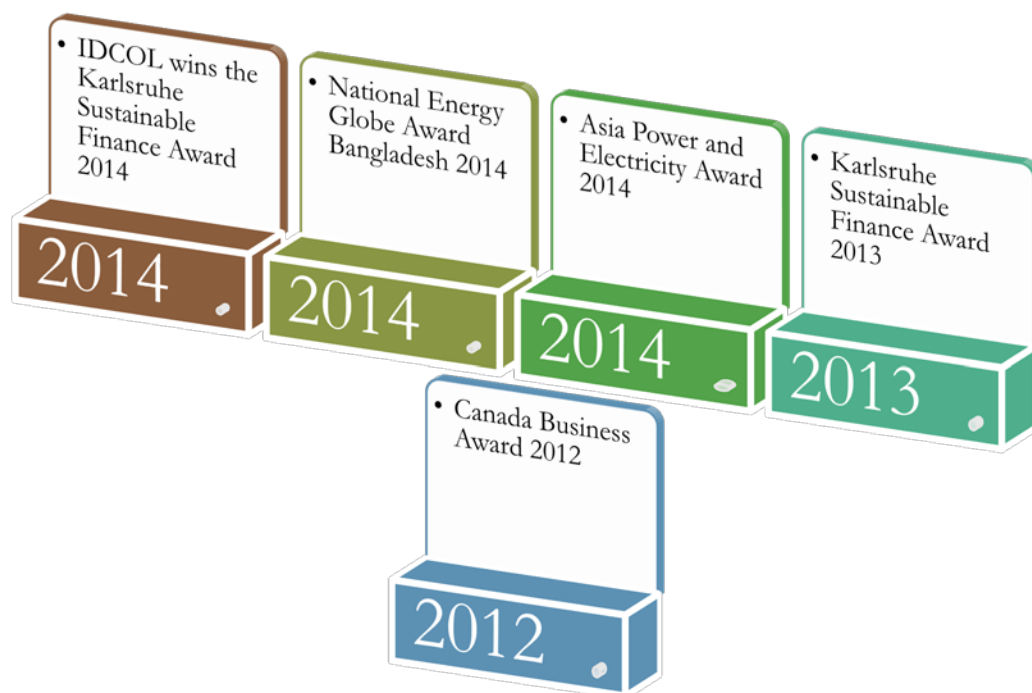 • IDCOL wins the
Karlsruhe
Sustainable
Finance Award
2014
2014
• National Energy
Globe Award
Bangladesh 2014
2014
• Asia Power and
Electricity Award
2014
2014
• Karlsruhe
Sustainable
Finance Award
2013
2013
• Canada Business
Award 2012
2012